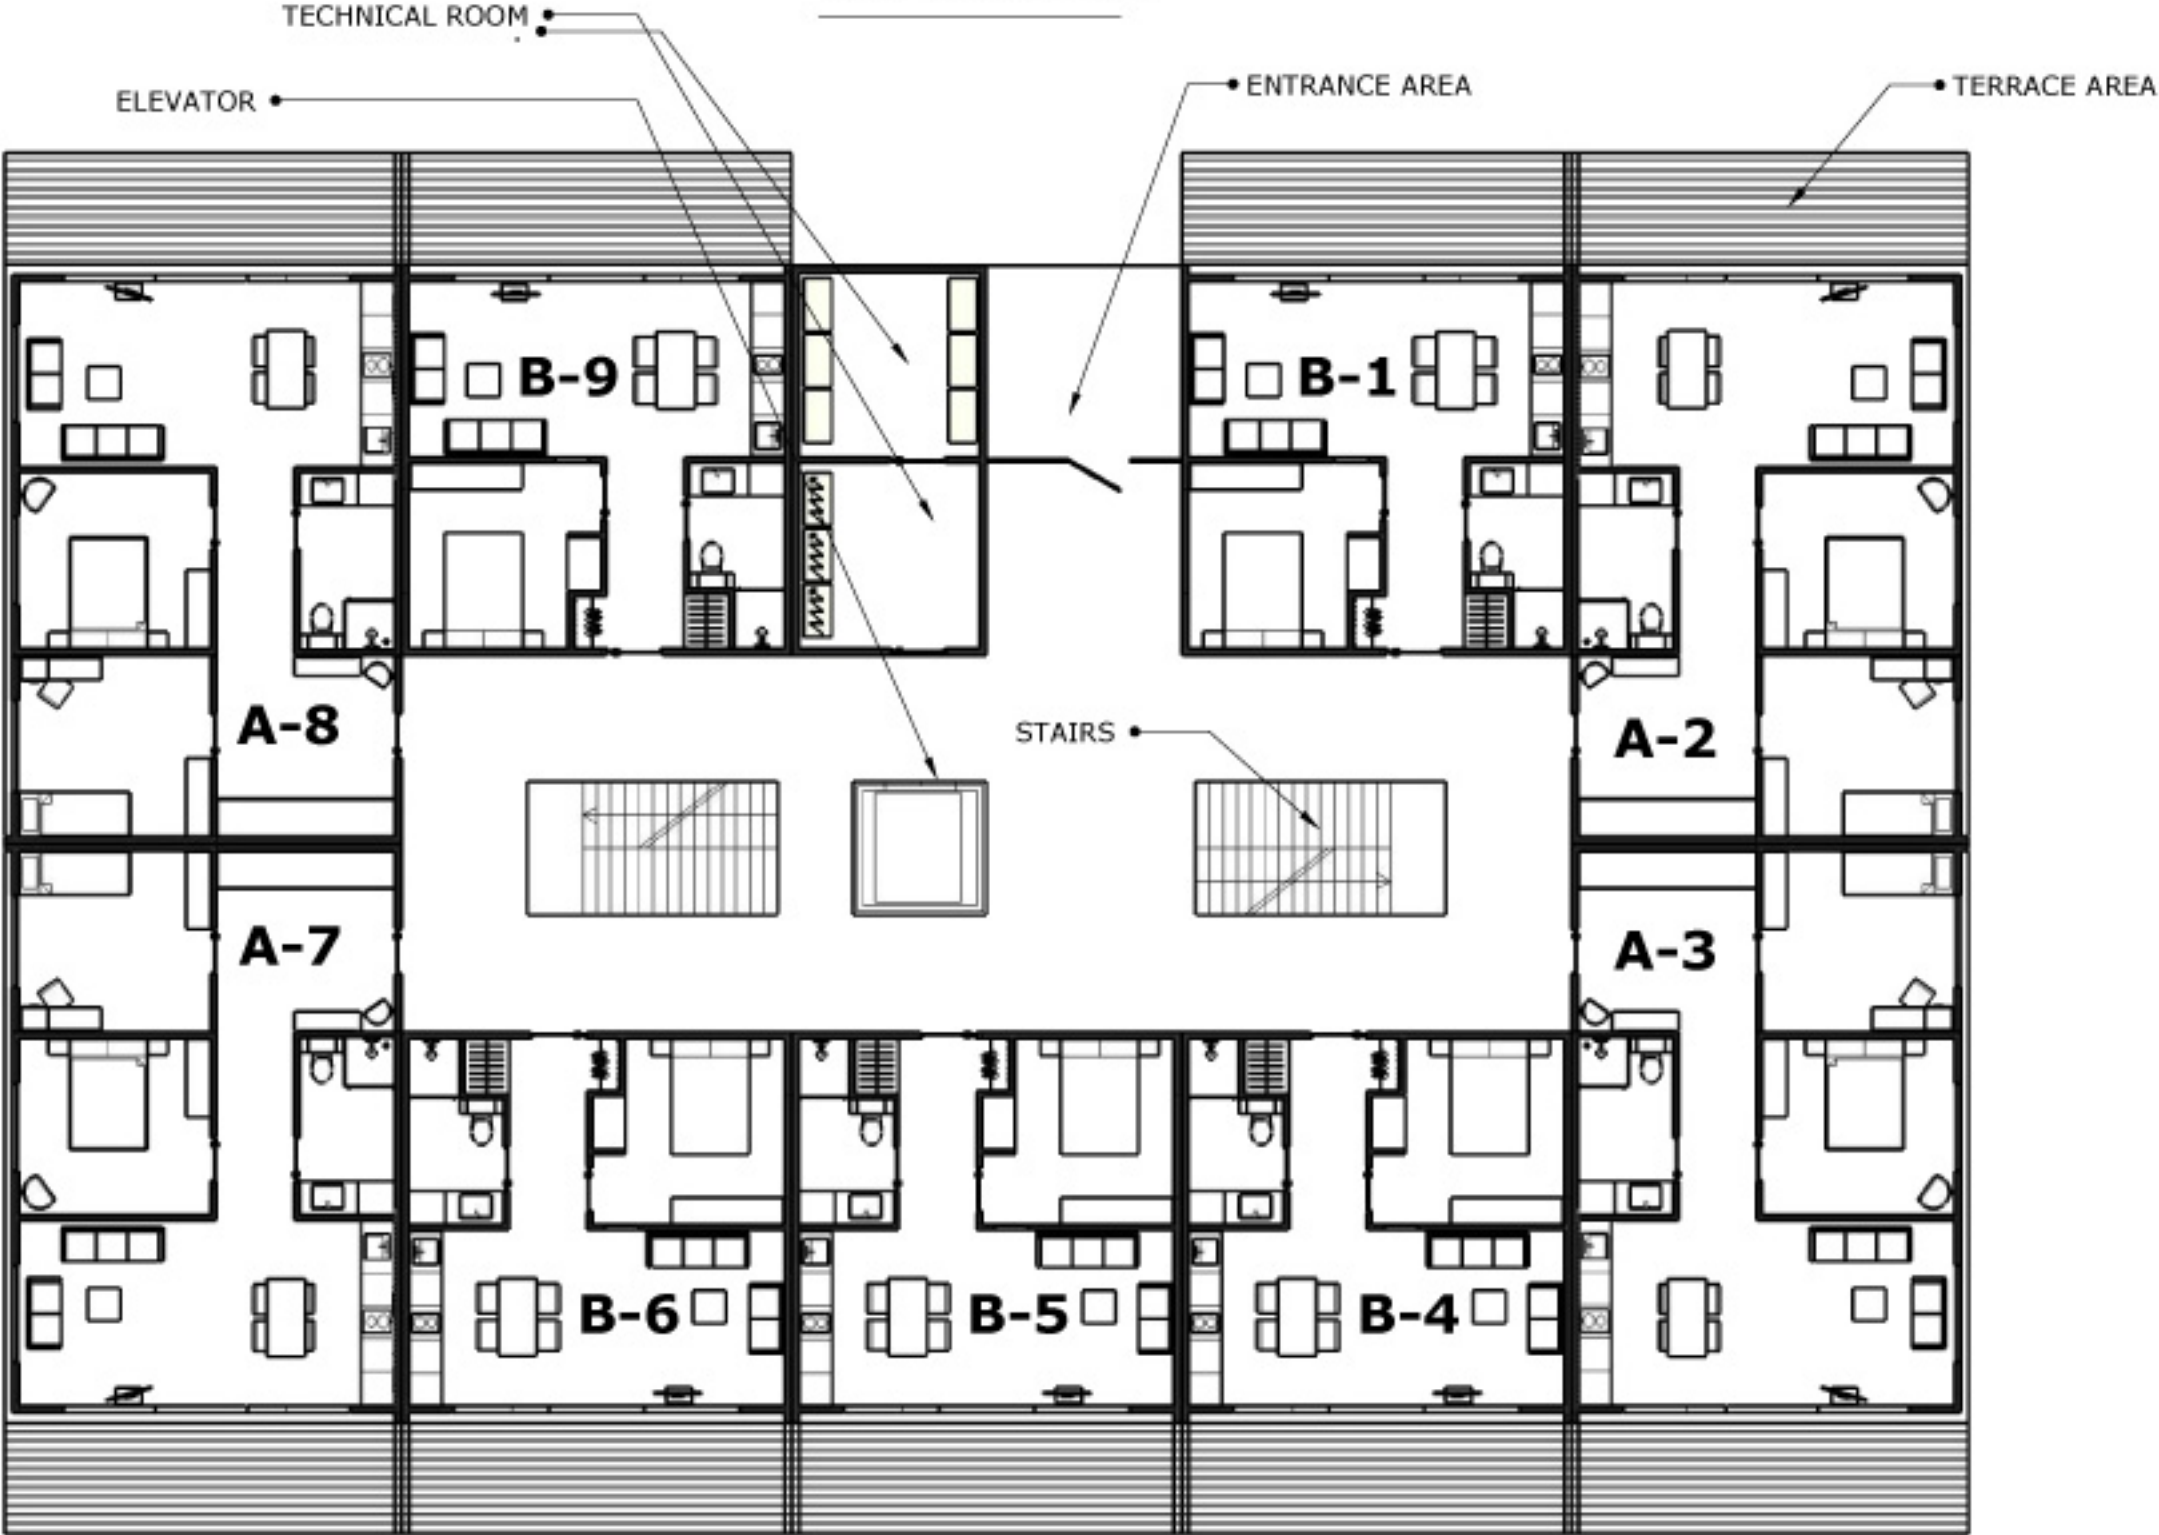 TECHNICAL ROOM
ELEVATOR
ENTRANCE AREA
TERRACE AREA
B-9
B-1
A-8
STAIRS
A-2
A-7
A-3
B-6
B-5
B-4